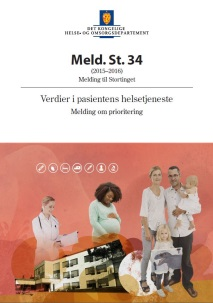 DET KONGELIGE
HELSE- OG OMSORGSDEPARTEMENT
Meld. St. 34
(2015–2016)
Melding til Stortinget
Verdier i pasientens helsetjeneste
Melding om prioritering